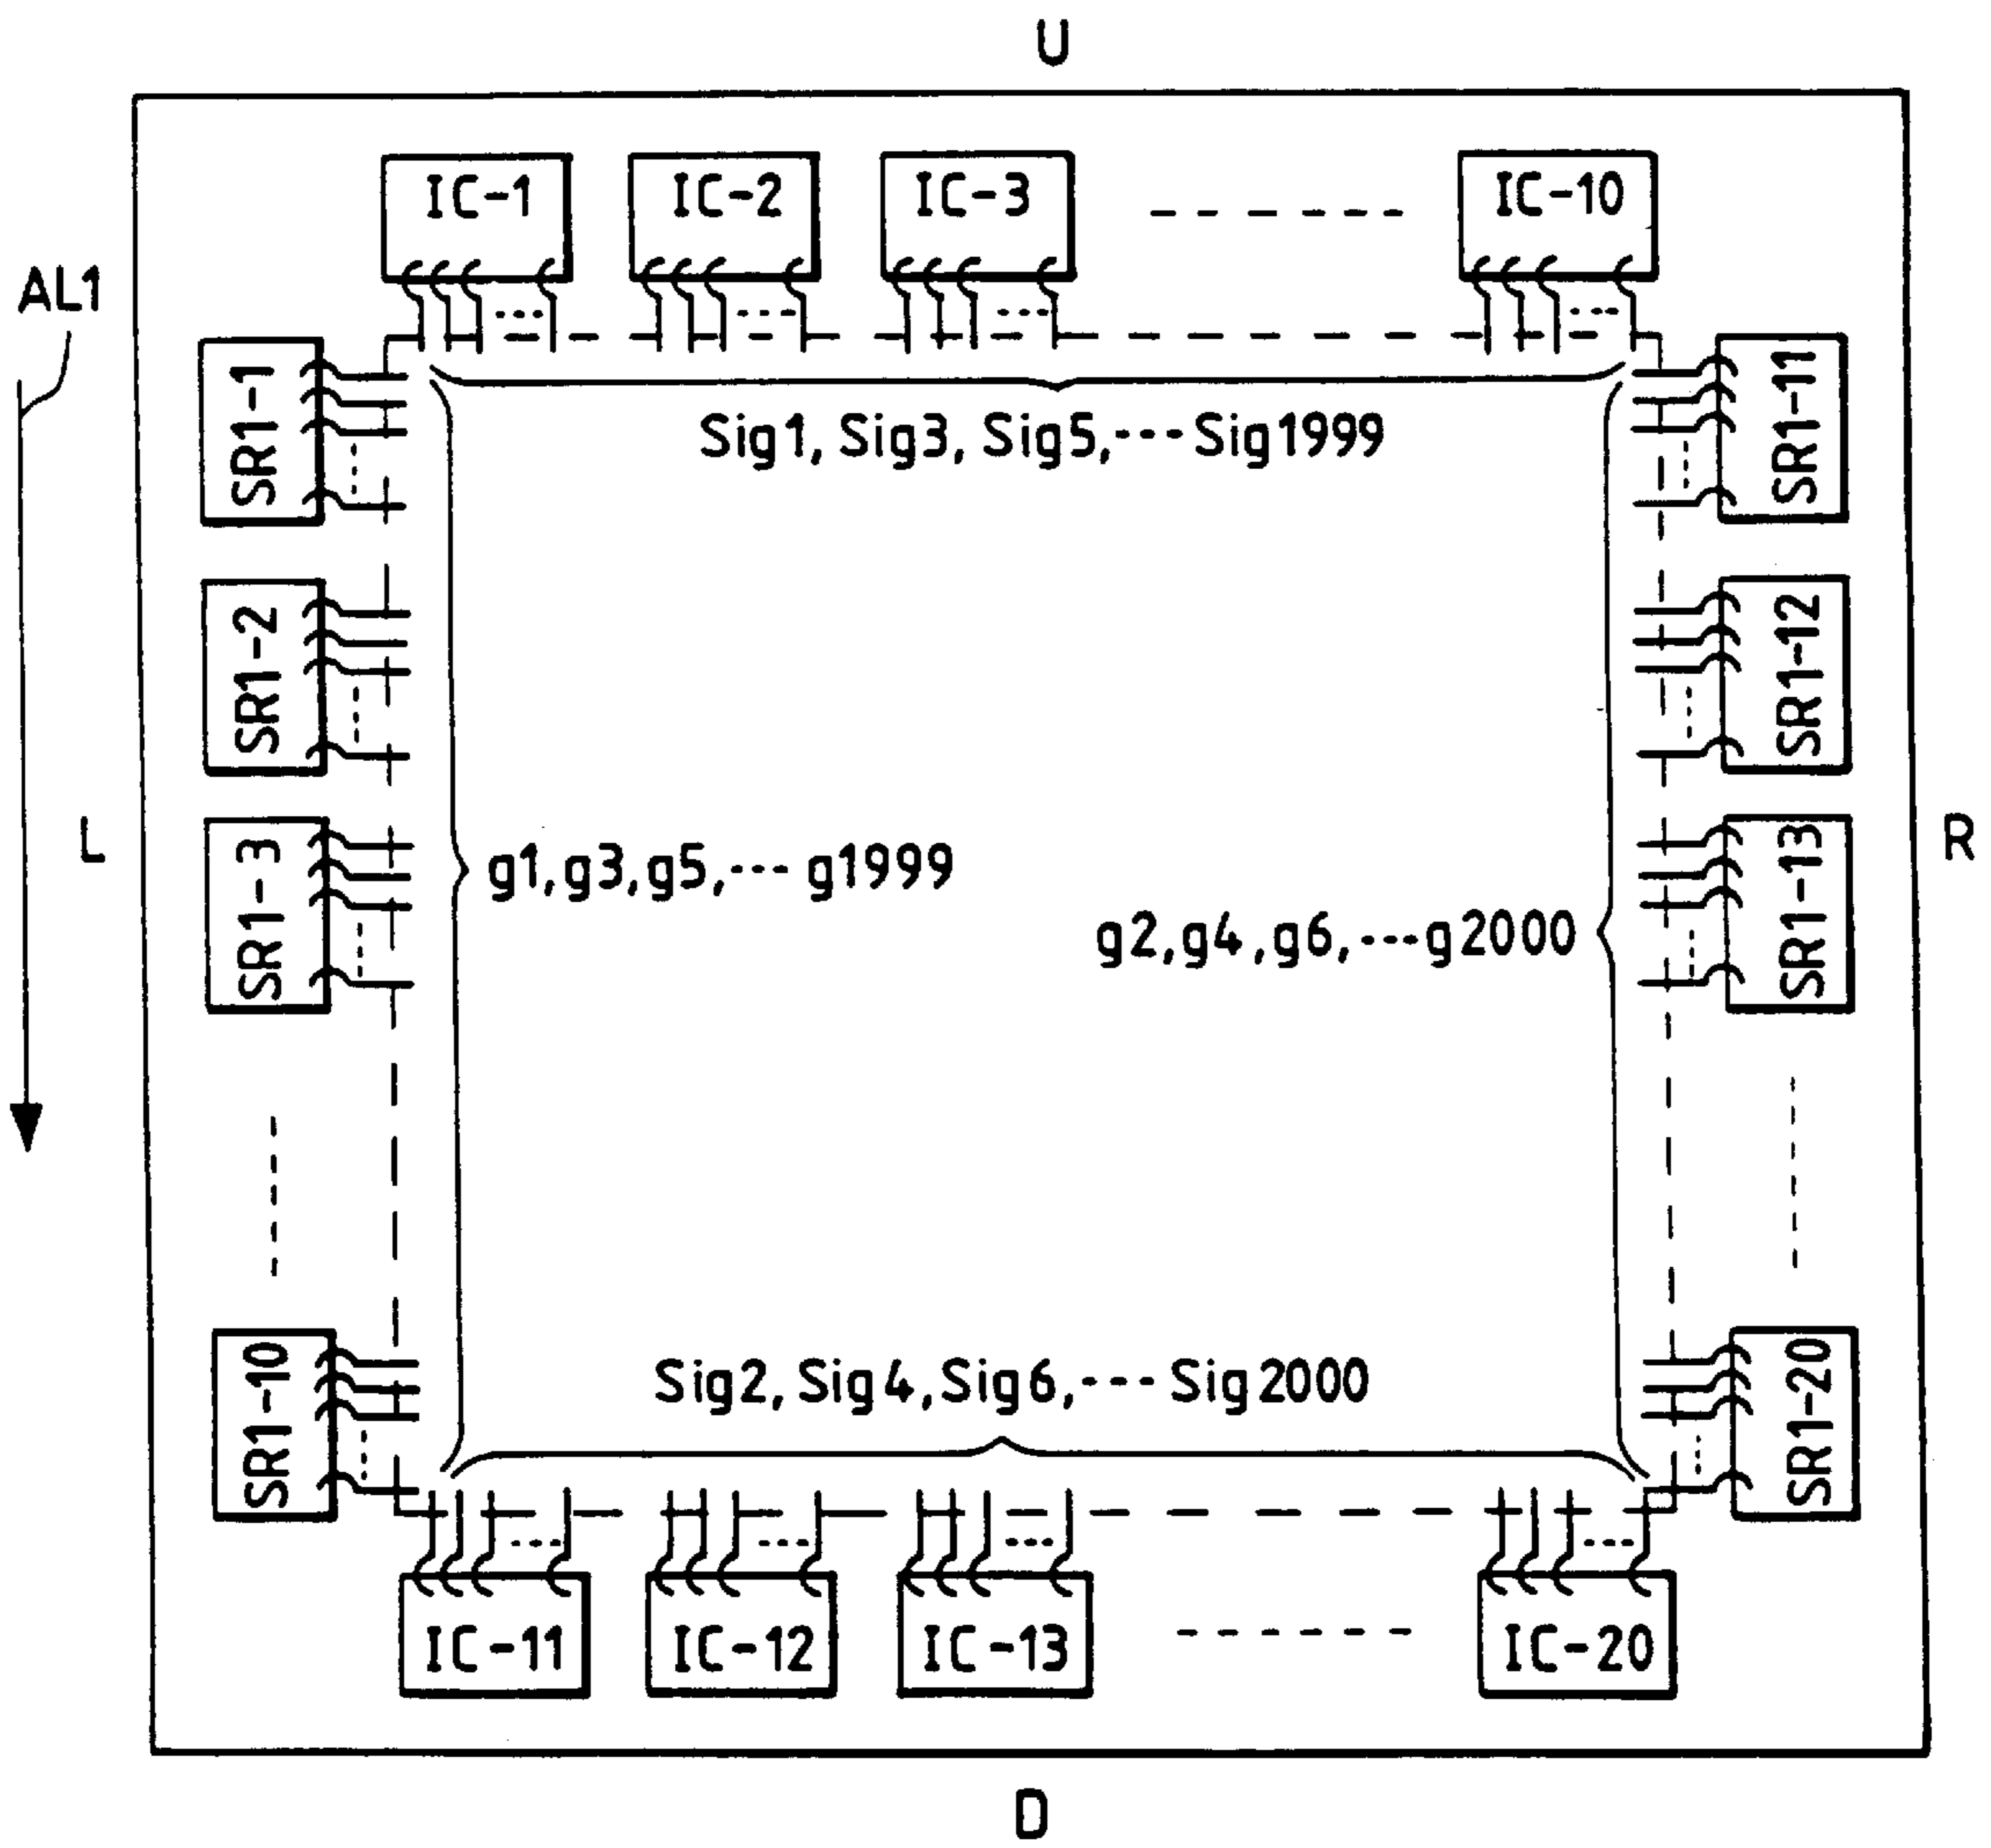 U
IC-1 IC-2 IC-3 IC-10
AL1
SR1-1 SR1-11
Sig1, Sig3, Sig5,---Sig1999
SR1-2 SR1-12
L R
SR1-3 SR1-13
g1,g3,g5,--- g1999
g2,g4,g6,---g2000
SR1-10 SR1-20
Sig2, Sig4, Sig6,--- Sig2000
IC-11 IC-12 IC-13 IC-20
D